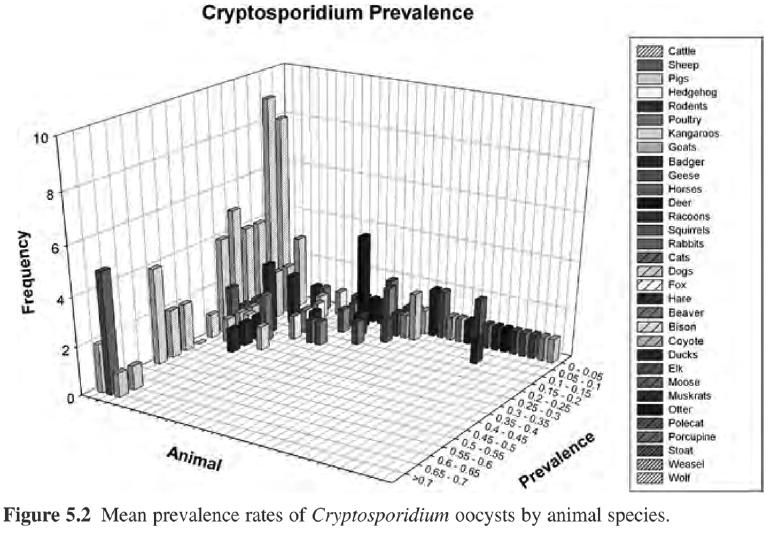 Cryptosporidium Prevalence
10
8
6
4
2
0
Frequency
Animal
Prevalence
0 - 0.05
0.05 - 0.1
0.1 - 0.15
0.15 - 0.2
0.2 - 0.25
0.25 - 0.3
0.3 - 0.35
0.35 - 0.4
0.4 - 0.45
0.45 - 0.5
0.5 - 0.55
0.55 - 0.6
0.6 - 0.65
0.65 - 0.7
>0.7
Cattle
Sheep
Pigs
Hedgehog
Rodents
Poultry
Kangaroos
Goats
Badger
Geese
Horses
Deer
Racoons
Squirrels
Rabbits
Cats
Dogs
Fox
Hare
Beaver
Bison
Coyote
Ducks
Elk
Moose
Muskrats
Otter
Polecat
Porcupine
Stoat
Weasel
Wolf
Figure 5.2 Mean prevalence rates of Cryptosporidium oocysts by animal species.